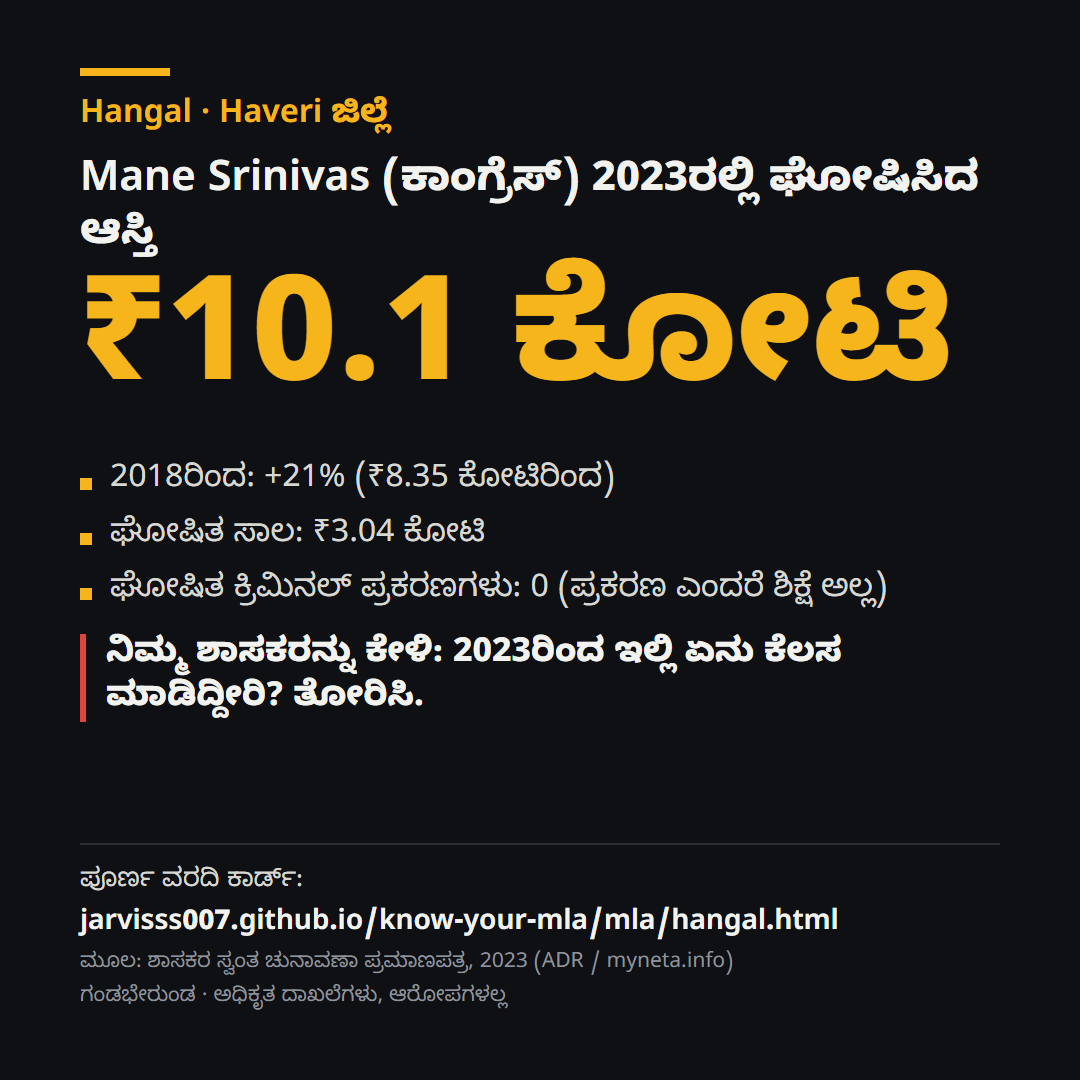 Hangal · Haveri ಜಿಲ್ಲೆ
Mane Srinivas (ಕಾಂಗ್ರೆಸ್) 2023ರಲ್ಲಿ ಘೋಷಿಸಿದ
ಆಸ್ತಿ
₹10.1 ಕೋಟಿ
2018ರಿಂದ: +21% (₹8.35 ಕೋಟಿರಿಂದ)
ಘೋಷಿತ ಸಾಲ: ₹3.04 ಕೋಟಿ
ಘೋಷಿತ ಕ್ರಿಮಿನಲ್ ಪ್ರಕರಣಗಳು: 0 (ಪ್ರಕರಣ ಎಂದರೆ ಶಿಕ್ಷೆ ಅಲ್ಲ)
ನಿಮ್ಮ ಶಾಸಕರನ್ನು ಕೇಳಿ: 2023ರಿಂದ ಇಲ್ಲಿ ಏನು ಕೆಲಸ
ಮಾಡಿದ್ದೀರಿ? ತೋರಿಸಿ.
ಪೂರ್ಣ ವರದಿ ಕಾರ್ಡ್:
jarvisss007.github.io/know-your-mla/mla/hangal.html
ಮೂಲ: ಶಾಸಕರ ಸ್ವಂತ ಚುನಾವಣಾ ಪ್ರಮಾಣಪತ್ರ, 2023 (ADR / myneta.info)
ಗಂಡಭೇರುಂಡ · ಅಧಿಕೃತ ದಾಖಲೆಗಳು, ಆರೋಪಗಳಲ್ಲ